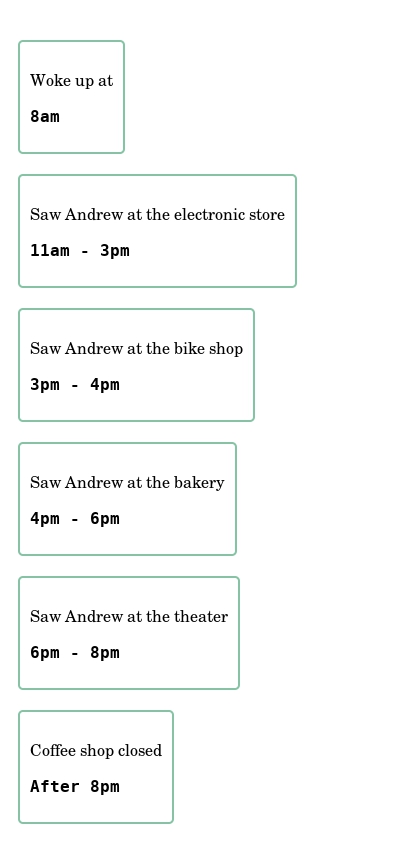 Woke up at
8am
Saw Andrew at the electronic store
11am - 3pm
Saw Andrew at the bike shop
3pm - 4pm
Saw Andrew at the bakery
4pm - 6pm
Saw Andrew at the theater
6pm - 8pm
Coffee shop closed
After 8pm